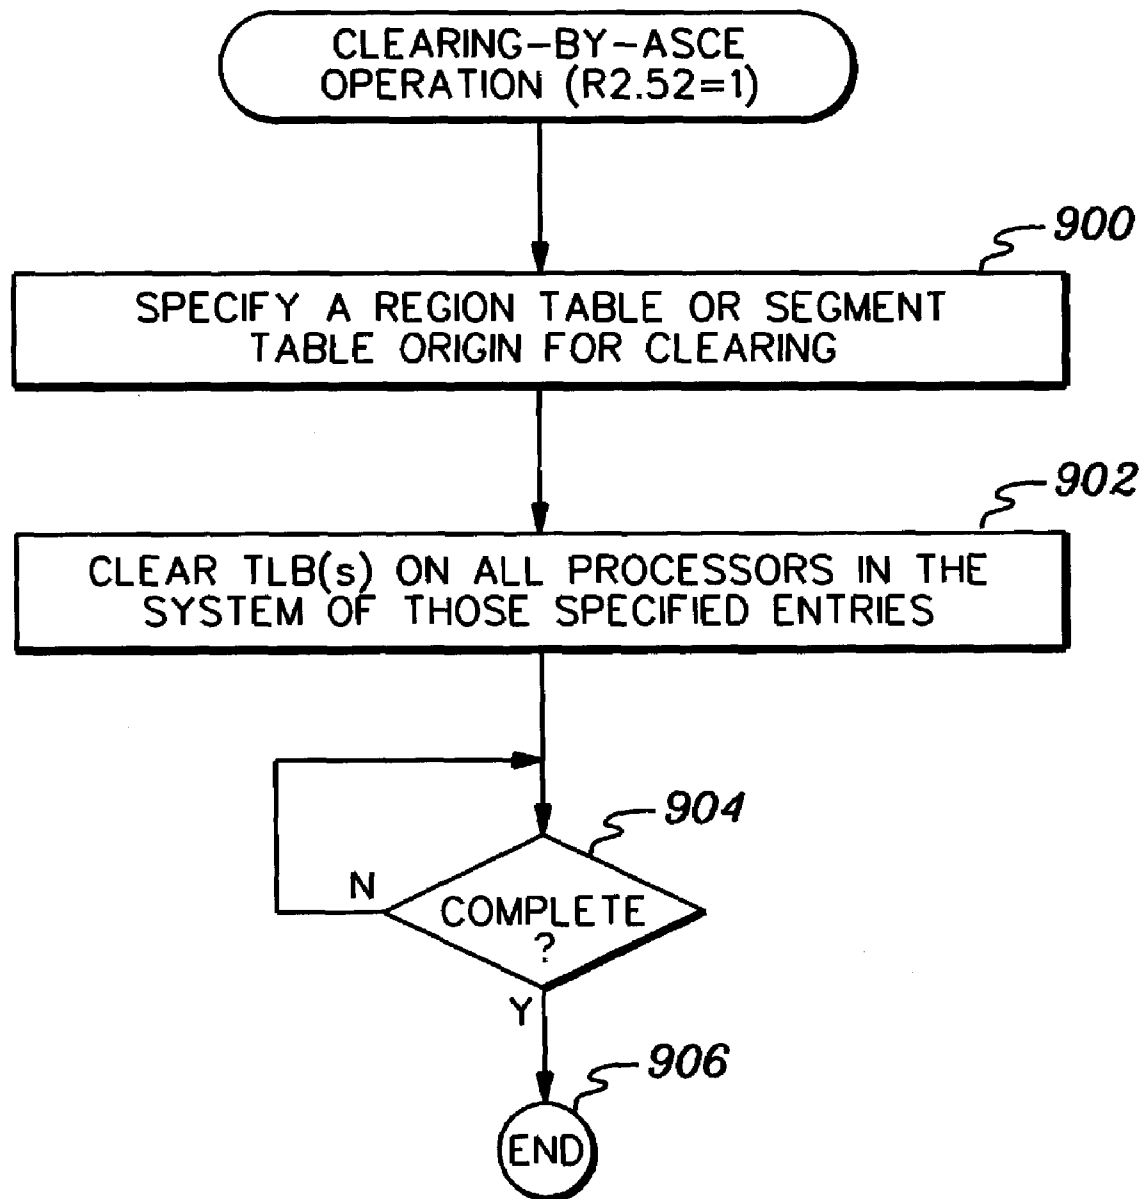 CLEARING-BY-ASCE
OPERATION (R2.52=1)
900
SPECIFY A REGION TABLE OR SEGMENT
TABLE ORIGIN FOR CLEARING
902
CLEAR TLB(s) ON ALL PROCESSORS IN THE
SYSTEM OF THOSE SPECIFIED ENTRIES
904
N
COMPLETE
?
Y
906
END